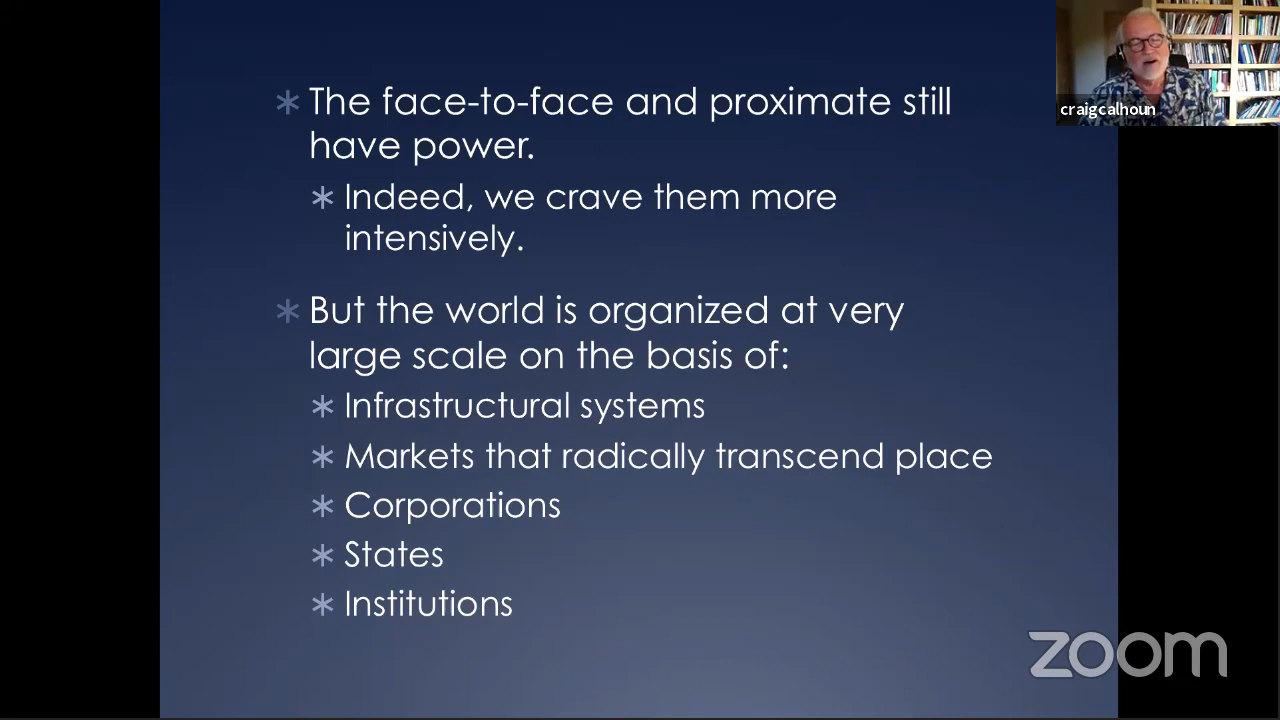 The face-to-face and proximate still
have power.
Indeed, we crave them more
intensively.
But the world is organized at very
large scale on the basis of:
Infrastructural systems
Markets that radically transcend place
Corporations
States
Institutions
craigcalhoun
zoom